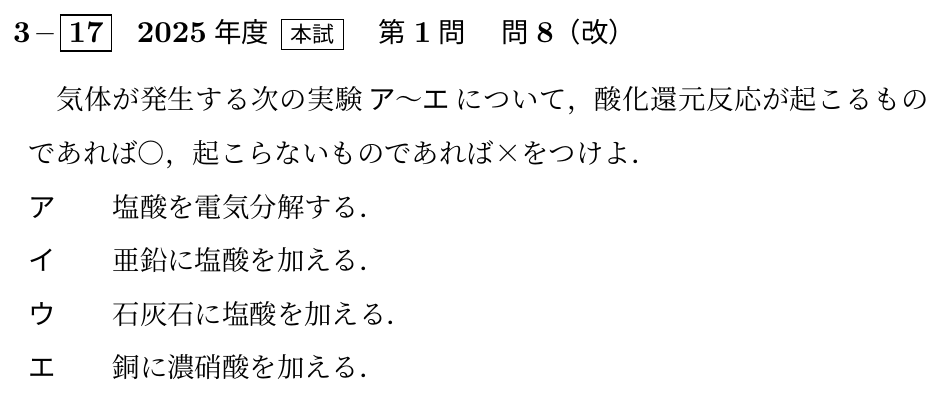 3－17 2025 年度 本試 第 1 問 問 8（改）
気体が発生する次の実験 ア～エ について，酸化還元反応が起こるもの
であれば○，起こらないものであれば×をつけよ．
ア 塩酸を電気分解する．
イ 亜鉛に塩酸を加える．
ウ 石灰石に塩酸を加える．
エ 銅に濃硝酸を加える．